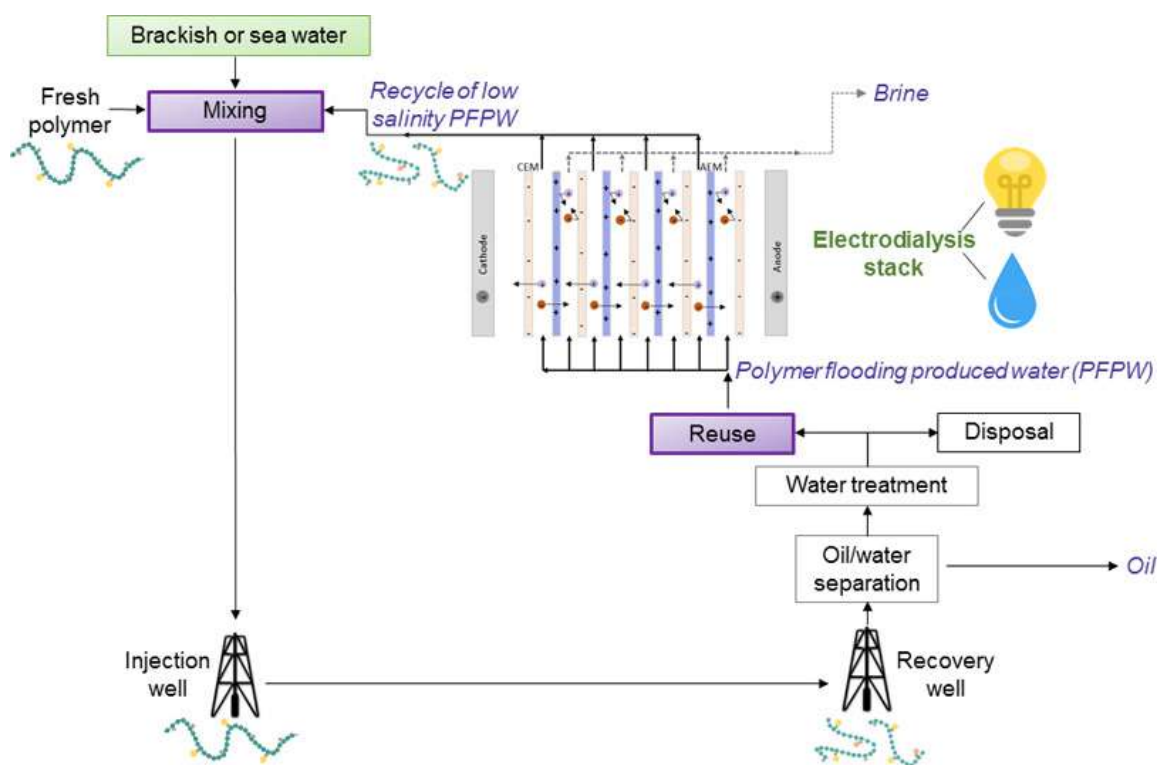 Brackish or sea water
Fresh
polymer
Mixing
Recycle of low
salinity PFPW
Brine
CEM
AEM
Cathode
Anode
Electrodialysis
stack
Polymer flooding produced water (PFPW)
Reuse
Disposal
Water treatment
Oil/water
separation
Oil
Injection
well
Recovery
well